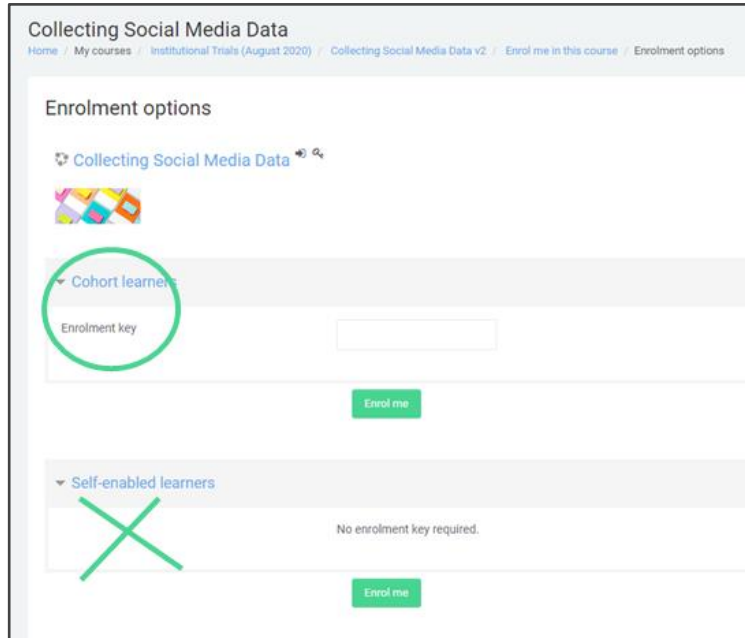 Collecting Social Media Data
Home / My courses / Institutional Trials (August 2020) / Collecting Social Media Data v2 / Enrol me in this course / Enrolment options
Enrolment options
Collecting Social Media Data
Cohort learners
Enrolment key
Enrol me
Self-enabled learners
No enrolment key required.
Enrol me